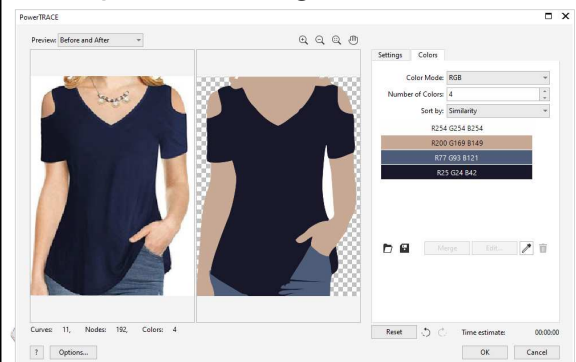 PowerTRACE
Preview: Before and After
Settings Colors
Color Mode: RGB
Number of Colors: 4
Sort by: Similarity
R254 G254 B254
R200 G169 B149
R77 G93 B121
R25 G24 B42
Merge Edit...
Curves: 11, Nodes: 192, Colors: 4
Reset Time estimate: 00:00:00
? Options... OK Cancel